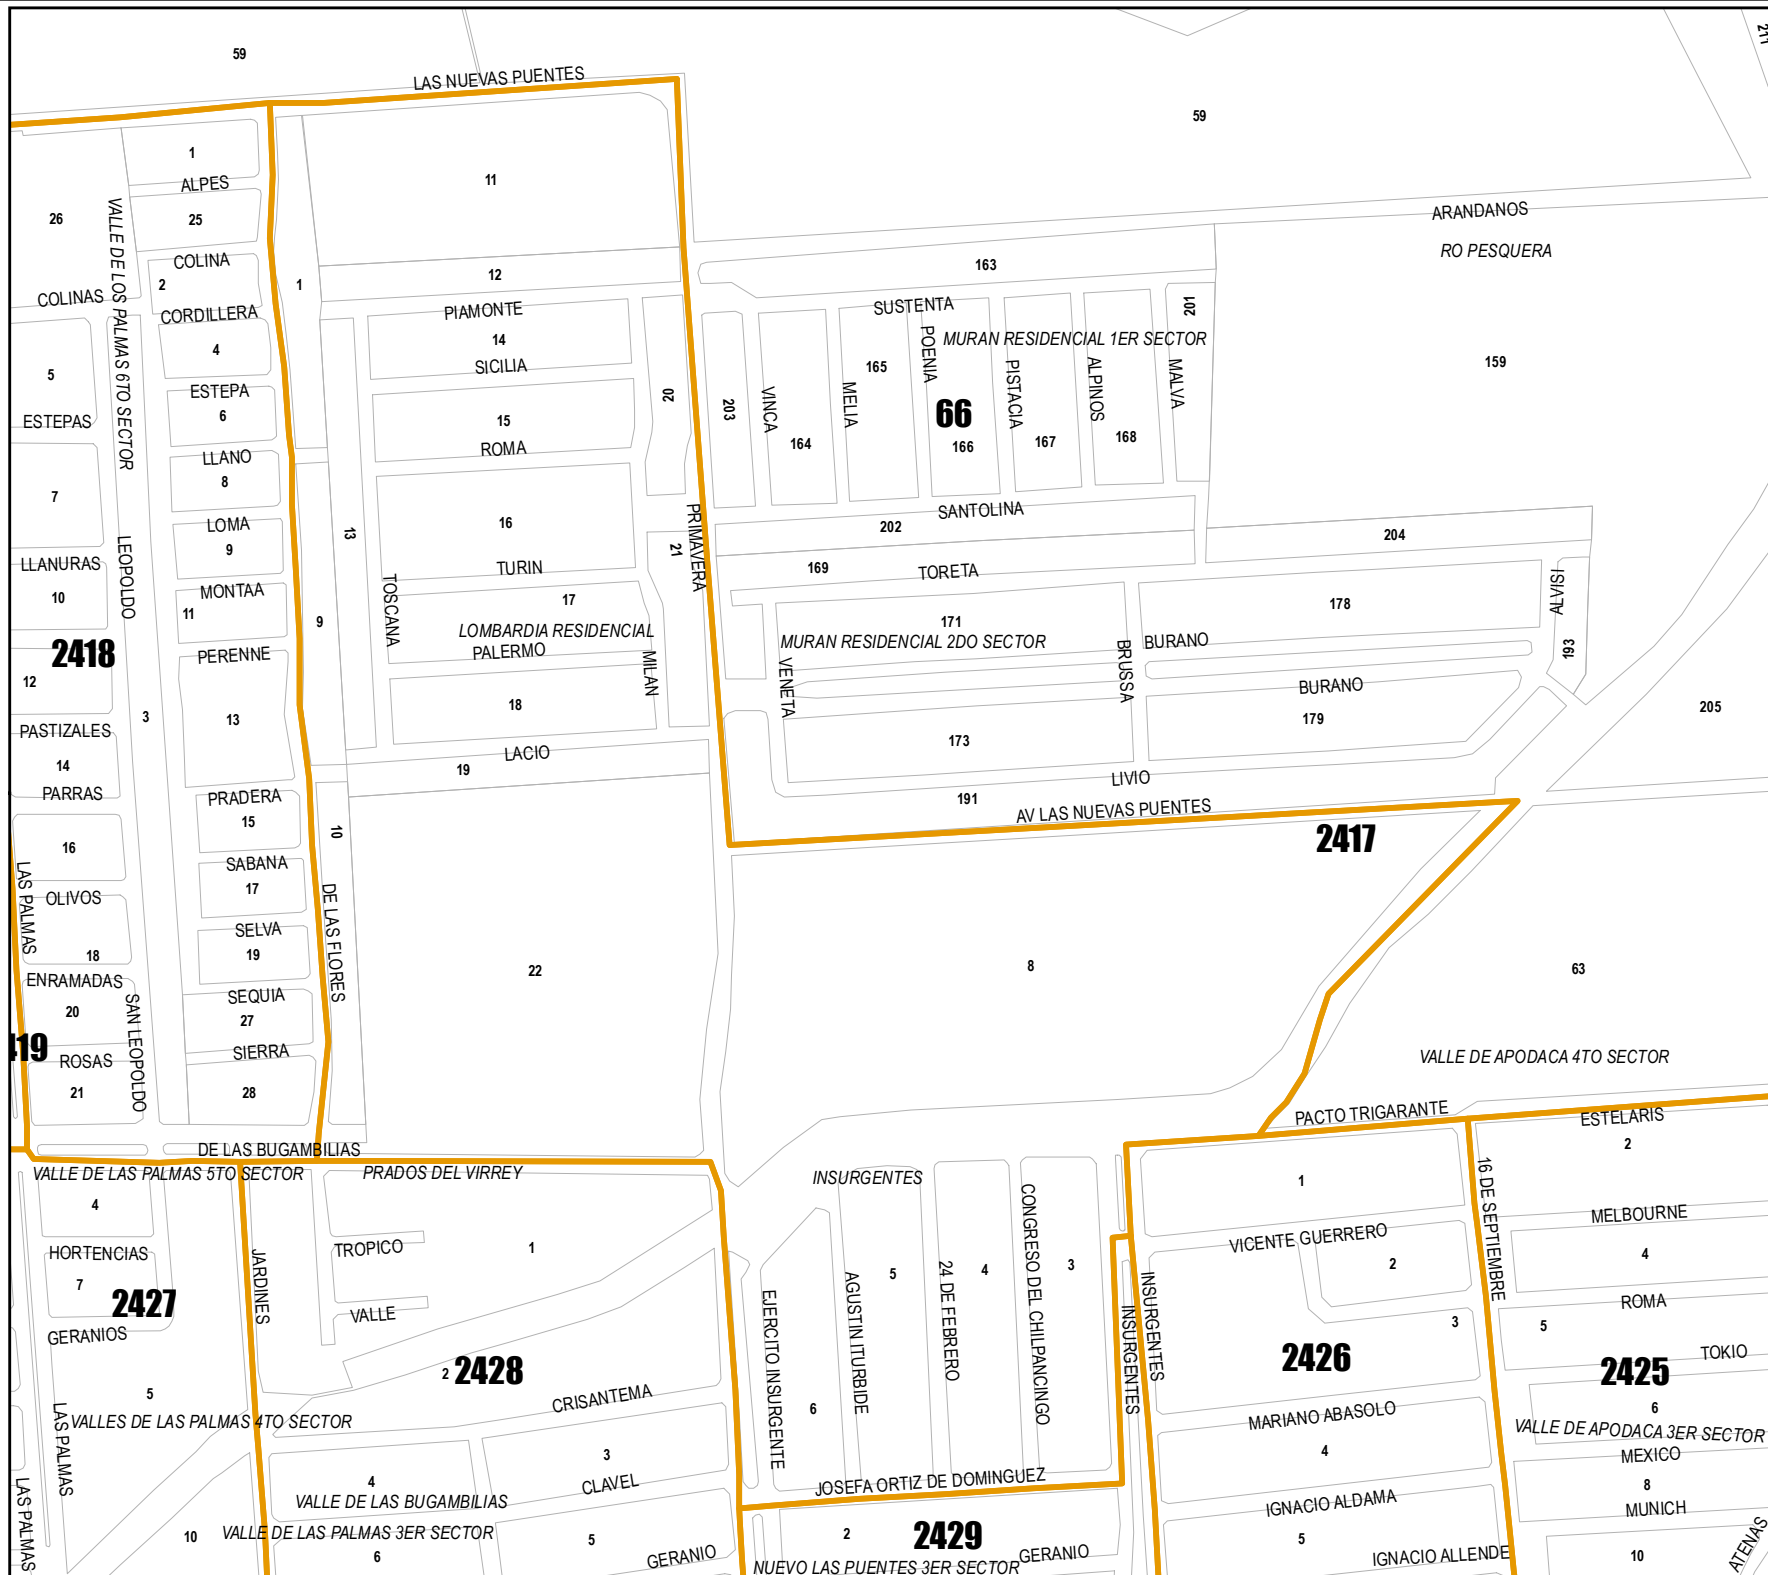 59
LAS NUEVAS PUENTES
59
211
1
ALPES
11
26
25
ARANDANOS
VALLE DE LOS PALMAS 6TO SECTOR
COLINA
RO PESQUERA
2
1
12
163
COLINAS
CORDILLERA
PIAMONTE
SUSTENTA
201
14
MURAN RESIDENCIAL 1ER SECTOR
4
SICILIA
165
POENIA
PISTACIA
ALPINOS
MALVA
159
5
ESTEPA
20
203
VINCA
MELIA
66
6
15
ESTEPAS
ROMA
164
166
167
168
LLANO
8
7
PRIMAVERA
SANTOLINA
LOMA
16
13
202
204
9
LEOPOLDO
21
LLANURAS
TURIN
169
TORETA
ALVISI
MONTAA
TOSCANA
10
17
178
11
9
171
LOMBARDIA RESIDENCIAL
MURAN RESIDENCIAL 2DO SECTOR
BURANO
2418
PERENNE
PALERMO
MILAN
193
12
VENETA
BRUSSA
BURANO
3
13
18
205
179
PASTIZALES
173
LACIO
14
19
LIVIO
PARRAS
PRADERA
191
AV LAS NUEVAS PUENTES
15
10
2417
16
SABANA
LAS PALMAS
17
OLIVOS
DE LAS FLORES
SELVA
18
19
22
8
63
ENRAMADAS
SEQUIA
20
SAN LEOPOLDO
27
419
SIERRA
ROSAS
VALLE DE APODACA 4TO SECTOR
21
28
PACTO TRIGARANTE
ESTELARIS
DE LAS BUGAMBILIAS
2
VALLE DE LAS PALMAS 5TO SECTOR
PRADOS DEL VIRREY
INSURGENTES
1
16 DE SEPTIEMBRE
4
CONGRESO DEL CHILPANCINGO
MELBOURNE
VICENTE GUERRERO
HORTENCIAS
TROPICO
1
4
JARDINES
2
7
5
24 DE FEBRERO
4
3
AGUSTIN ITURBIDE
INSURGENTES
2427
EJERCITO INSURGENTE
INSURGENTES
ROMA
VALLE
3
5
GERANIOS
2426
TOKIO
2
2428
2425
5
CRISANTEMA
6
6
VALLES DE LAS PALMAS 4TO SECTOR
MARIANO ABASOLO
VALLE DE APODACA 3ER SECTOR
LAS PALMAS
3
4
MEXICO
4
CLAVEL
JOSEFA ORTIZ DE DOMINGUEZ
8
VALLE DE LAS BUGAMBILIAS
IGNACIO ALDAMA
MUNICH
LAS PALMAS
10
VALLE DE LAS PALMAS 3ER SECTOR
2
2429
5
5
ATENAS
6
GERANIO
GERANIO
IGNACIO ALLENDE
10
NUEVO LAS PUENTES 3ER SECTOR